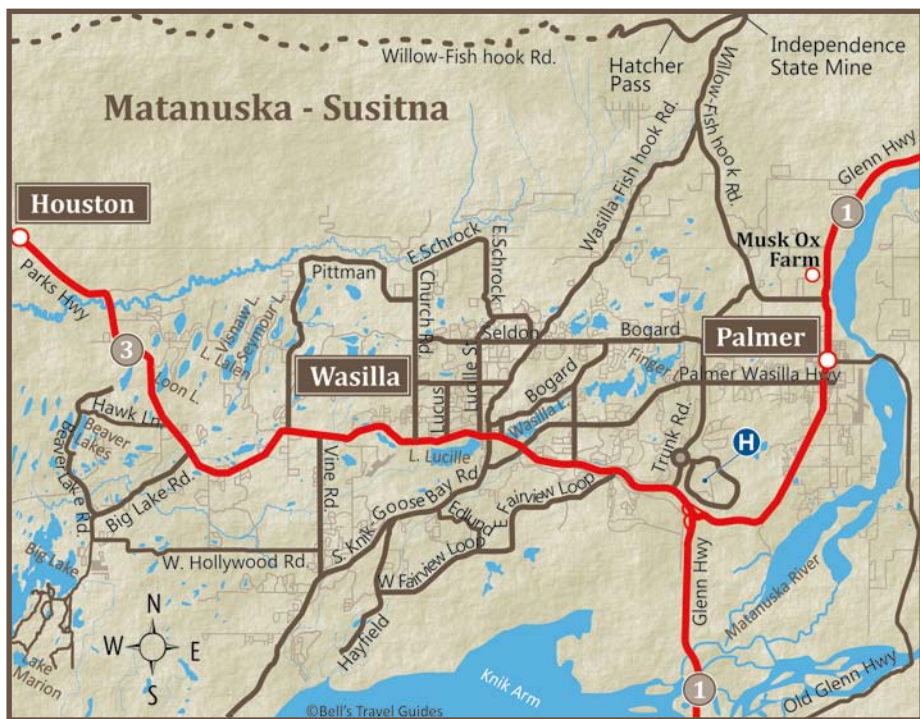 Willow-Fish hook Rd.
Hatcher
Pass
Independence
State Mine
Willow-Fish hook Rd.
Matanuska - Susitna
Wasilla-Fish hook Rd.
Glenn Hwy
1
Houston
Musk Ox
Farm
Parks Hwy
E.Schrock
E.Schrock
Pittman
Church Rd.
Visnaw L.
L. Lalen
Seymour L.
Seldon
Bogard
Palmer
3
Loon L.
Wasilla
Lucus
Lucille S.
Bogard
Finger L.
Palmer Wasilla Hwy
Wasilla L.
Hawk Ln.
Beaver
Lakes
Beaver Lake Rd.
Big Lake Rd.
L. Lucille
Trunk Rd.
H
Vine Rd.
S. Knik-Goose Bay Rd.
Edlund
E Fairview Loop
W Fairview Loop
W. Hollywood Rd.
Big Lake
Hayfield
Glenn Hwy
Matanuska River
N
W
E
S
Lake
Marion
Knik Arm
1
Old Glenn Hwy
©Bell's Travel Guides